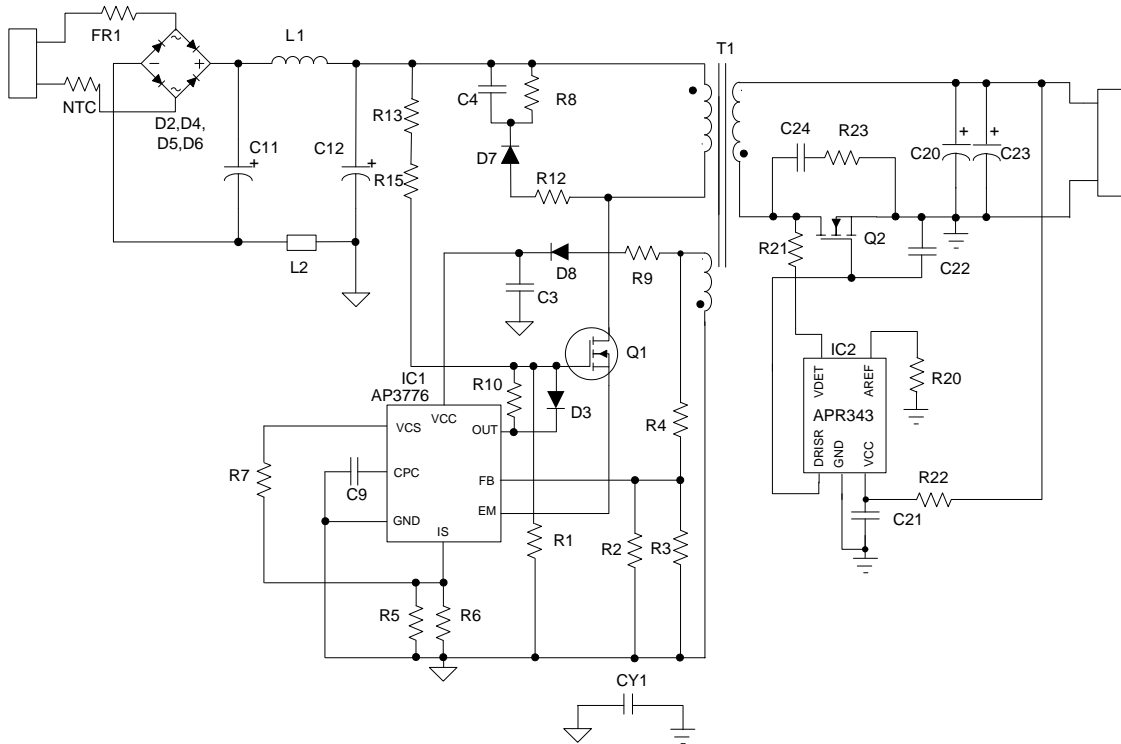 FR1
~
L1
T1
−
+
NTC
~
D2,D4,
D5,D6
C4
R8
R13
C24
R23
C11
+
C12
+
D7
C20
+
+
C23
R15
R12
L2
R21
Q2
C22
D8
R9
C3
Q1
IC2
IC1
AP3776
R10
D3
VDET
AREF
R20
VCC
APR343
VCS
OUT
R4
DRISR
GND
VCC
R7
CPC
C9
FB
R22
GND
EM
C21
IS
R1
R2
R3
R5
R6
CY1